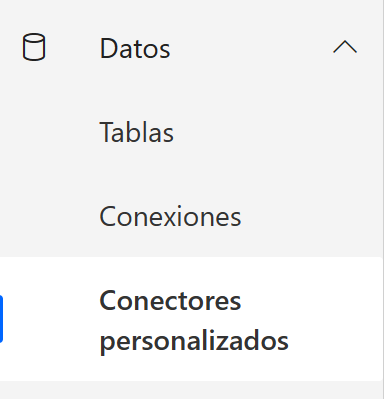 Datos
Tablas
Conexiones
Conectores
personalizados